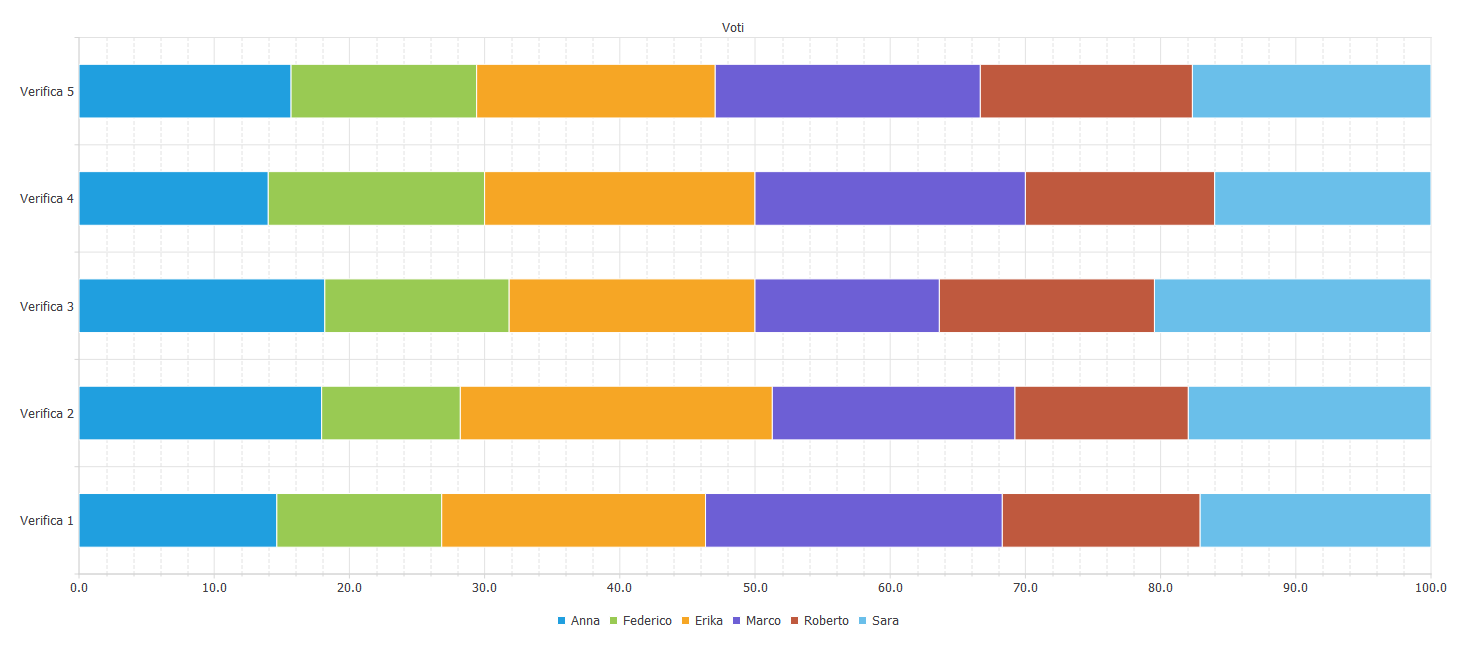 Voti
Verifica 5
Verifica 4
Verifica 3
Verifica 2
Verifica 1
0.0 10.0 20.0 30.0 40.0 50.0 60.0 70.0 80.0 90.0 100.0
Anna Federico Erika Marco Roberto Sara